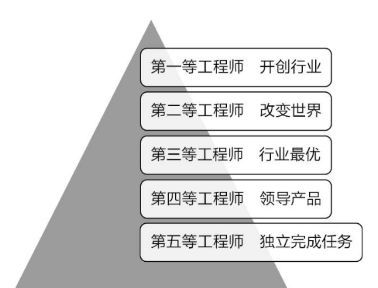 第一等工程师 开创行业
第二等工程师 改变世界
第三等工程师 行业最优
第四等工程师 领导产品
第五等工程师 独立完成任务